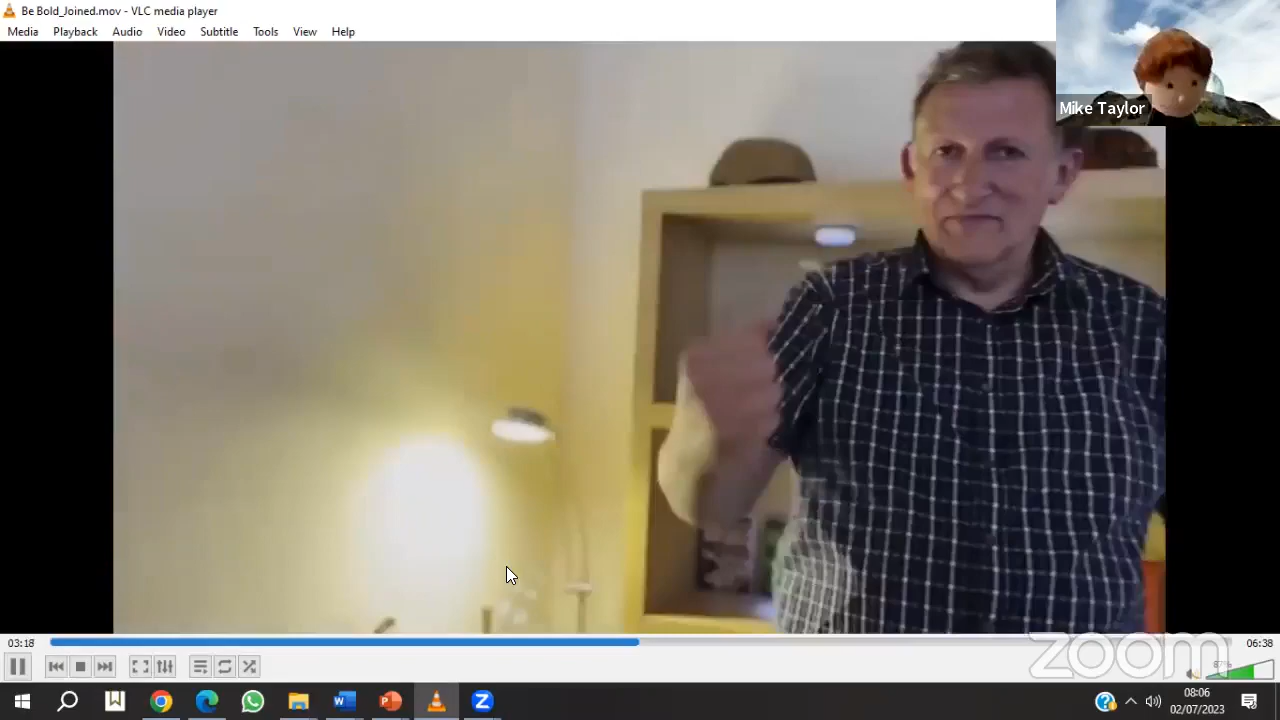 Be Bold_Joined.mov - VLC media player
Media Playback Audio Video Subtitle Tools View Help
Mike Taylor
03:18
06:38
zoom
08:06
02/07/2023